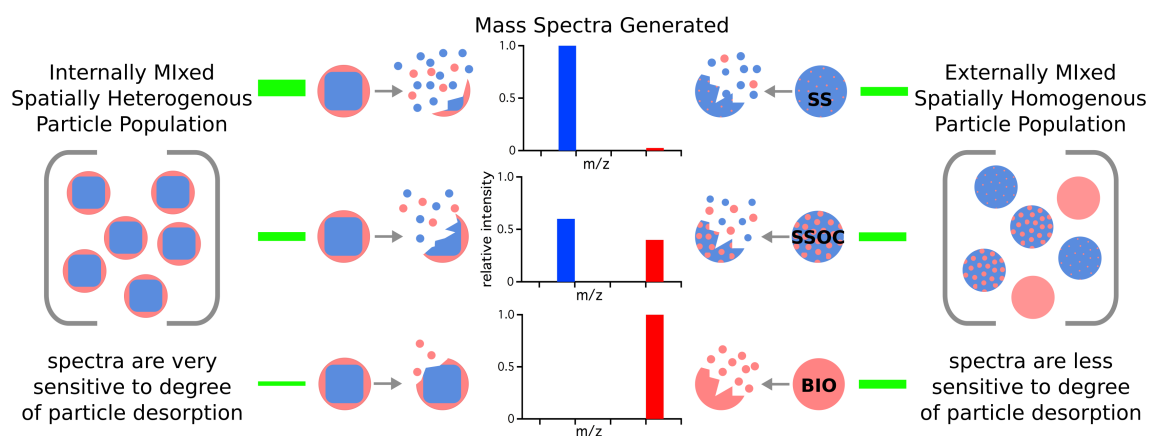 Mass Spectra Generated
Internally MIxed
Spatially Heterogenous
Particle Population
1.0
0.5
0
m/z
SS
Externally MIxed
Spatially Homogenous
Particle Population
relative intensity
1.0
0.5
0
m/z
SSOC
spectra are very
sensitive to degree
of particle desorption
1.0
0.5
0
m/z
BIO
spectra are less
sensitive to degree
of particle desorption